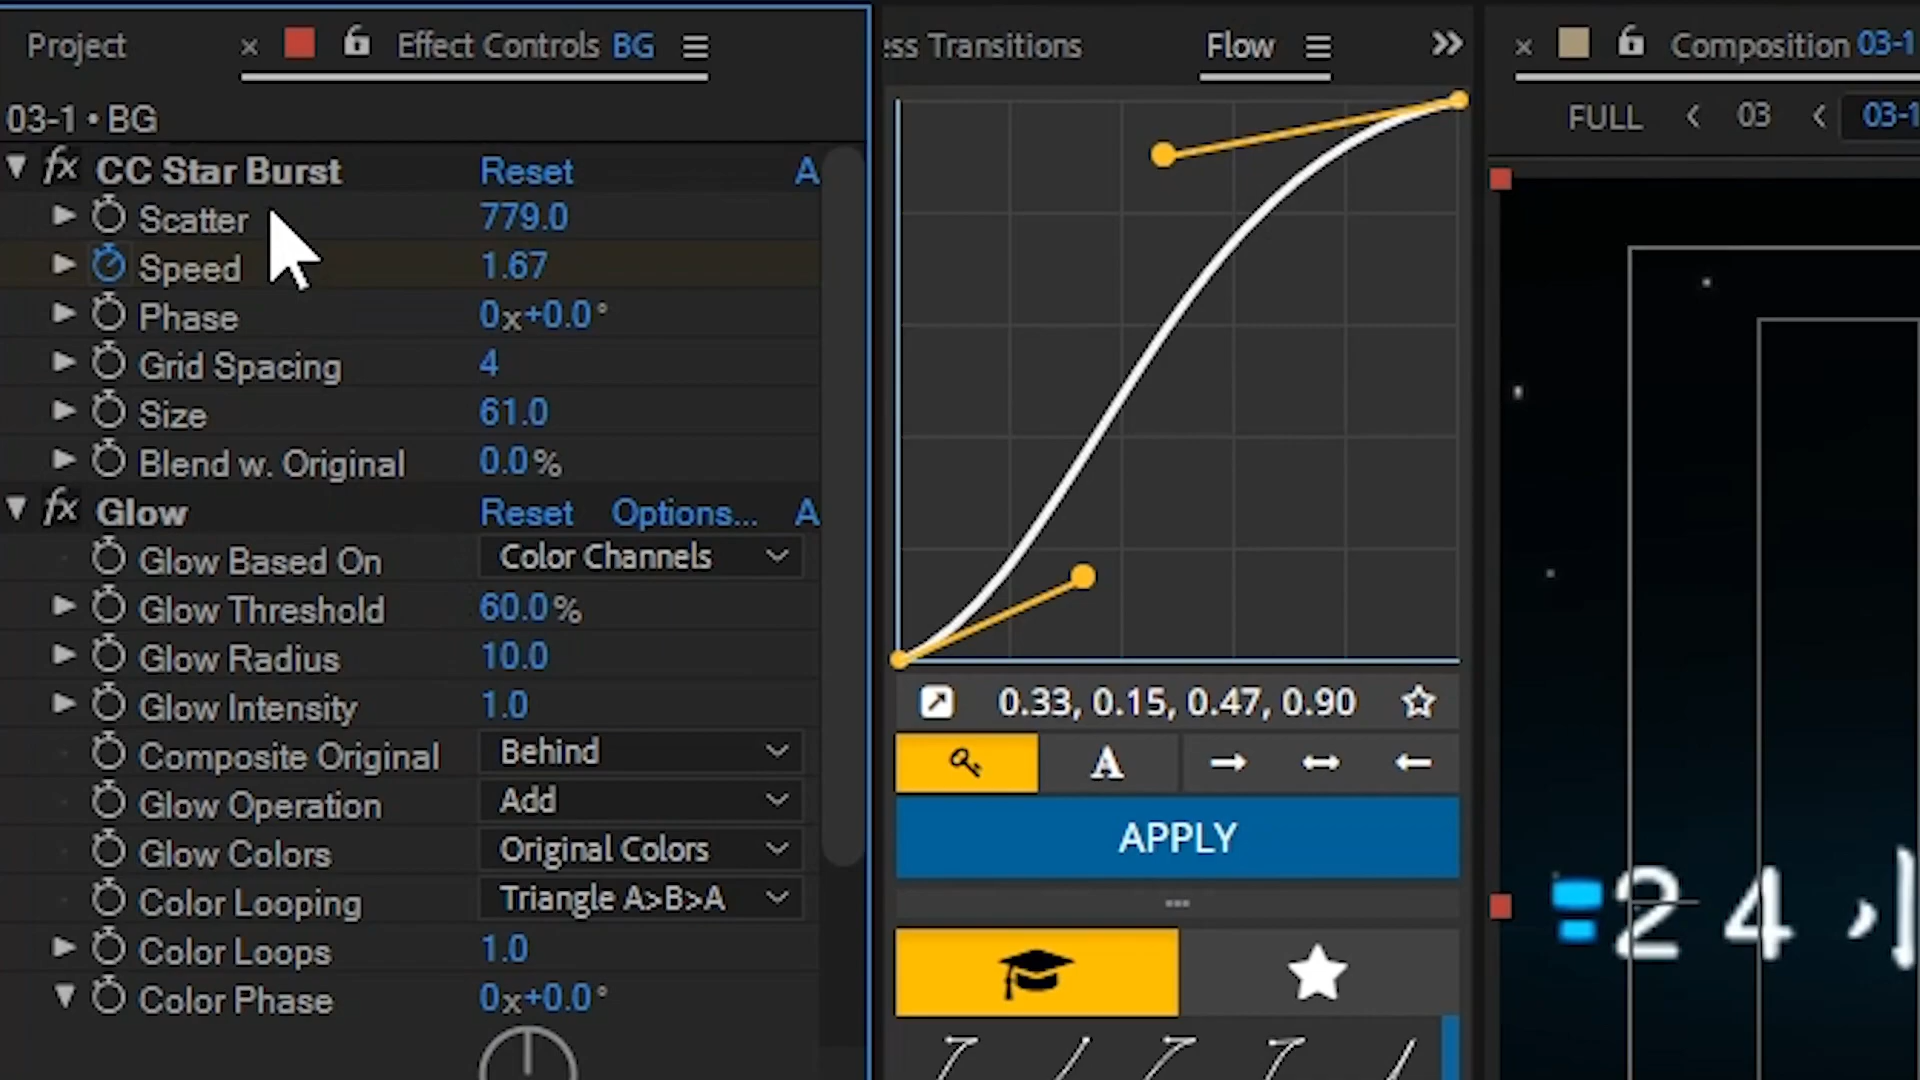 Project
× Effect Controls BG
03-1 • BG
fx CC Star Burst Reset A
Scatter 779.0
Speed 1.67
Phase 0x+0.0°
Grid Spacing 4
Size 61.0
Blend w. Original 0.0%
fx Glow Reset Options... A
Glow Based On Color Channels
Glow Threshold 60.0%
Glow Radius 10.0
Glow Intensity 1.0
Composite Original Behind
Glow Operation Add
Glow Colors Original Colors
Color Looping Triangle A>B>A
Color Loops 1.0
Color Phase 0x+0.0°
ess Transitions Flow
0.33, 0.15, 0.47, 0.90
A
APPLY
× Composition 03-1
FULL < 03 < 03-1
24